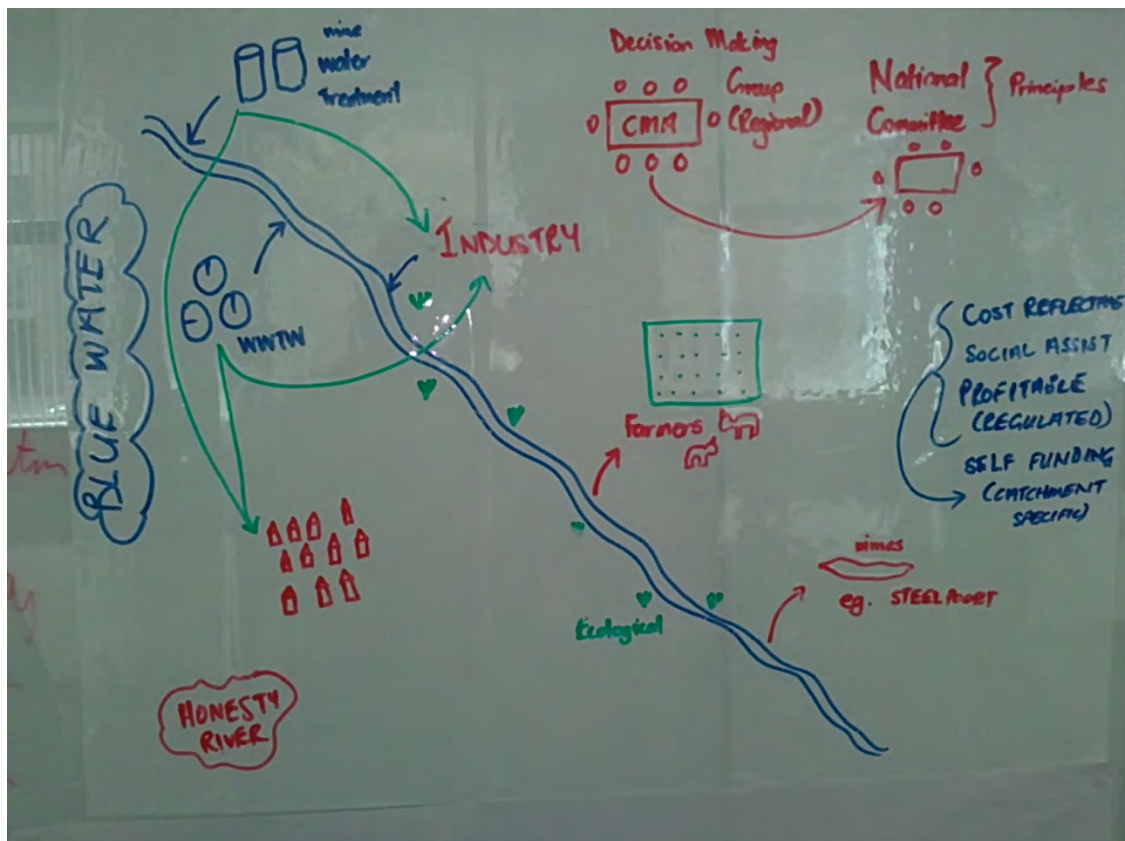 mine
water
Treatment
Decision Making
Group
(Regional)
CMA
National
Committee
Principles
BLUE WATER
INDUSTRY
WWTW
COST REFLECTIVE
SOCIAL ASSIST
PROFITABLE
(REGULATED)
SELF FUNDING
(CATCHMENT
SPECIFIC)
Farmers
mines
eg. STEEL
Ecological
HONESTY
RIVER